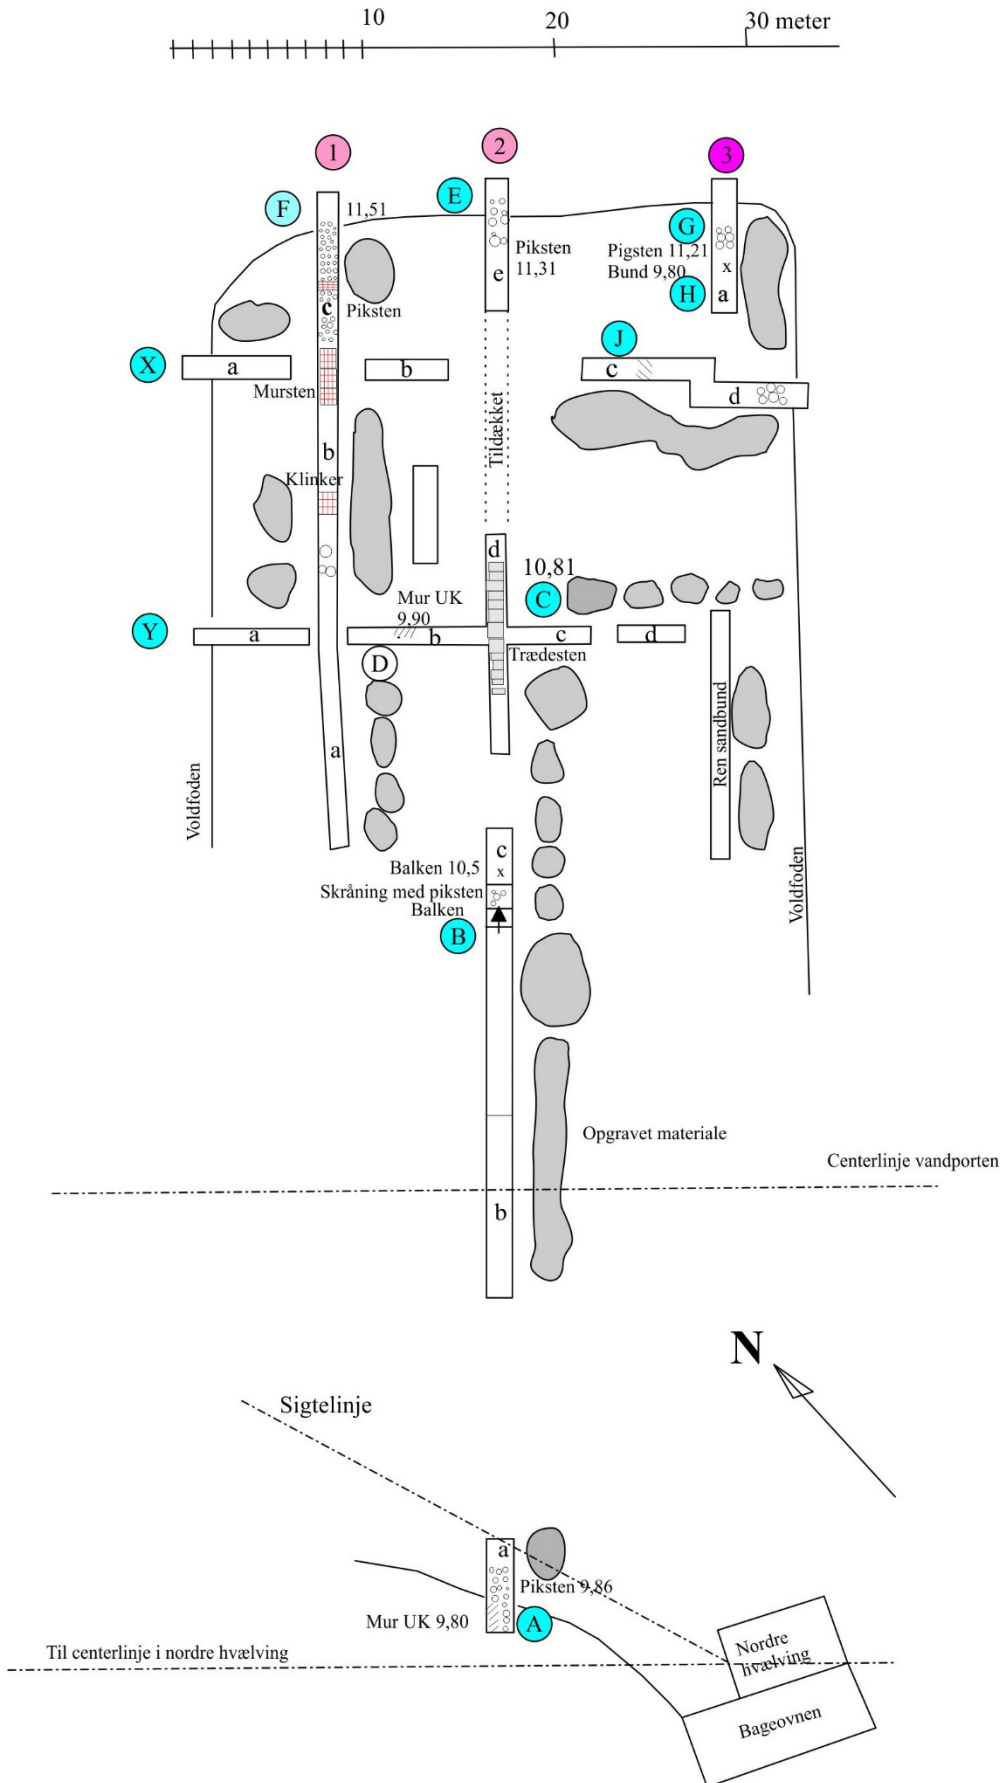 10
20
30 meter
1
2
3
F
11,51
E
G
Piksten
11,31
e
Pigsten 11,21
Bund 9,80
x
H
a
c
Piksten
X
a
b
J
c
d
Mursten
Tildækket
b
Klinker
d
10,81
C
Mur UK
9,90
Y
a
b
c
d
D
Trædesten
a
Ren sandbund
Voldfoden
Voldfoden
c
Balken 10,5
x
Skråning med piksten
Balken
B
Opgravet materiale
Centerlinje vandporten
b
N
Sigtelinje
a
Piksten 9,86
Mur UK 9,80
A
Til centerlinje i nordre hvælving
Nordre
hvælving
Bageovnen